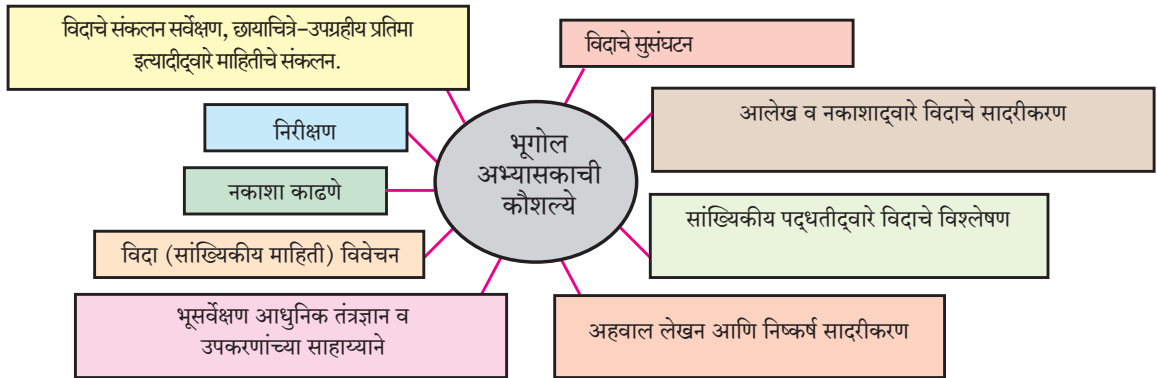 विदाचे संकलन सर्वेक्षण, छायाचित्रे-उपग्रहीय प्रतिमा
इत्यादीद्‌वारे माहितीचे संकलन.
विदाचे सुसंघटन
निरीक्षण
आलेख व नकाशाद्‌वारे विदाचे सादरीकरण
भूगोल
अभ्यासकाची
कौशल्ये
नकाशा काढणे
सांख्यिकीय पद्धतीद्‌वारे विदाचे विश्लेषण
विदा (सांख्यिकीय माहिती) विवेचन
भूसर्वेक्षण आधुनिक तंत्रज्ञान व
उपकरणांच्या साहाय्याने
अहवाल लेखन आणि निष्कर्ष सादरीकरण